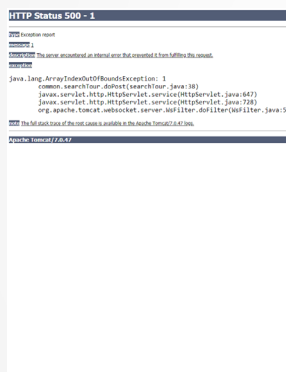 HTTP Status 500 - 1
type Exception report
message 1
description The server encountered an internal error that prevented it from fulfilling this request.
exception
java.lang.ArrayIndexOutOfBoundsException: 1
common.searchTour.doPost(searchTour.java:38)
javax.servlet.http.HttpServlet.service(HttpServlet.java:647)
javax.servlet.http.HttpServlet.service(HttpServlet.java:728)
org.apache.tomcat.websocket.server.WsFilter.doFilter(WsFilter.java:5
note The full stack trace of the root cause is available in the Apache Tomcat/7.0.47 logs.
Apache Tomcat/7.0.47